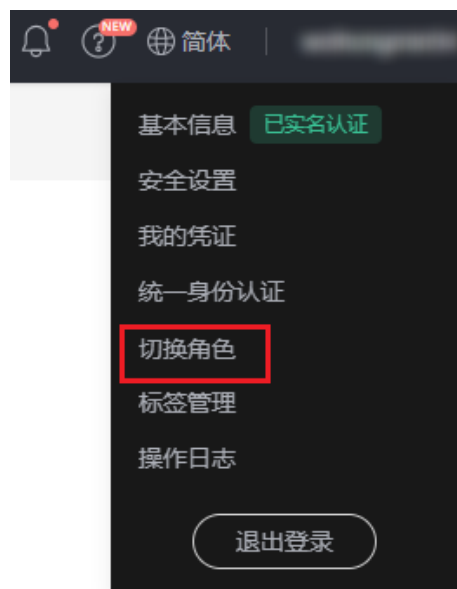 NEW
简体
基本信息 已实名认证
安全设置
我的凭证
统一身份认证
切换角色
标签管理
操作日志
退出登录